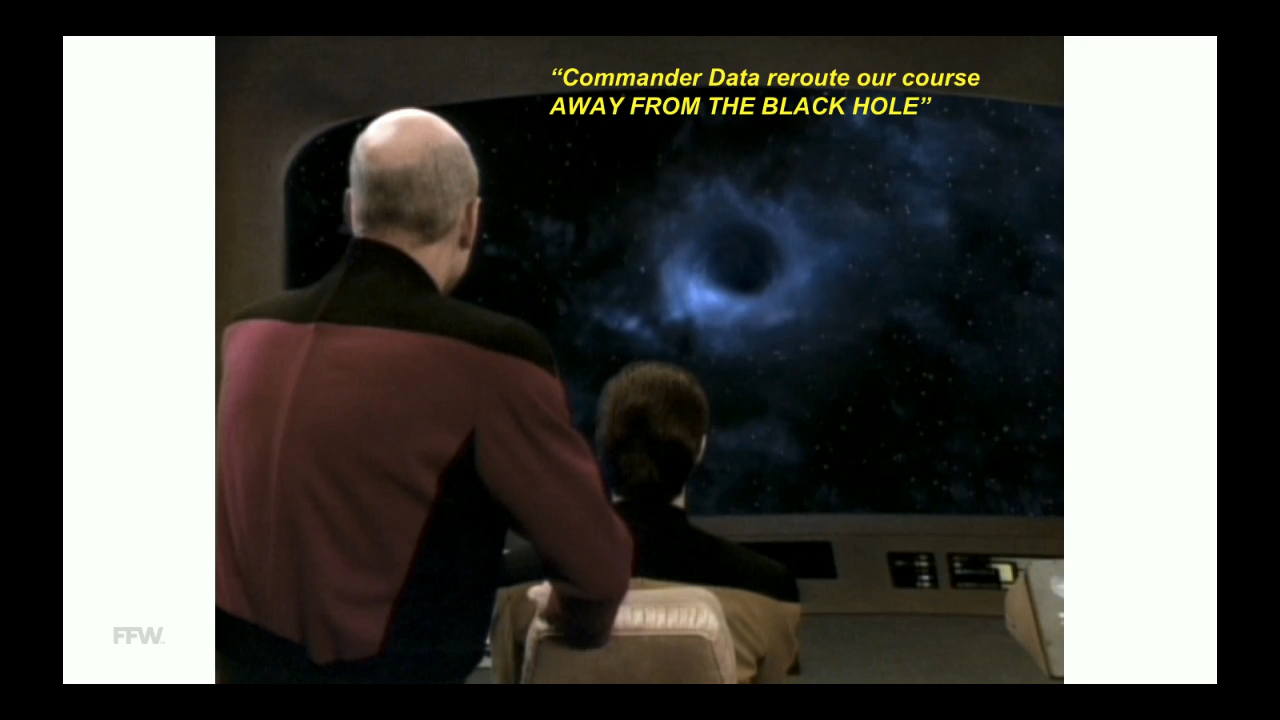 “Commander Data reroute our course
AWAY FROM THE BLACK HOLE”
FFW